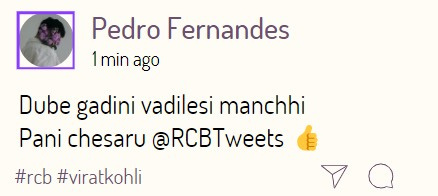 Pedro Fernandes
1 min ago
Dube gadini vadilesi manchhi
Pani chesaru @RCBTweets 👍
#rcb #viratkohli